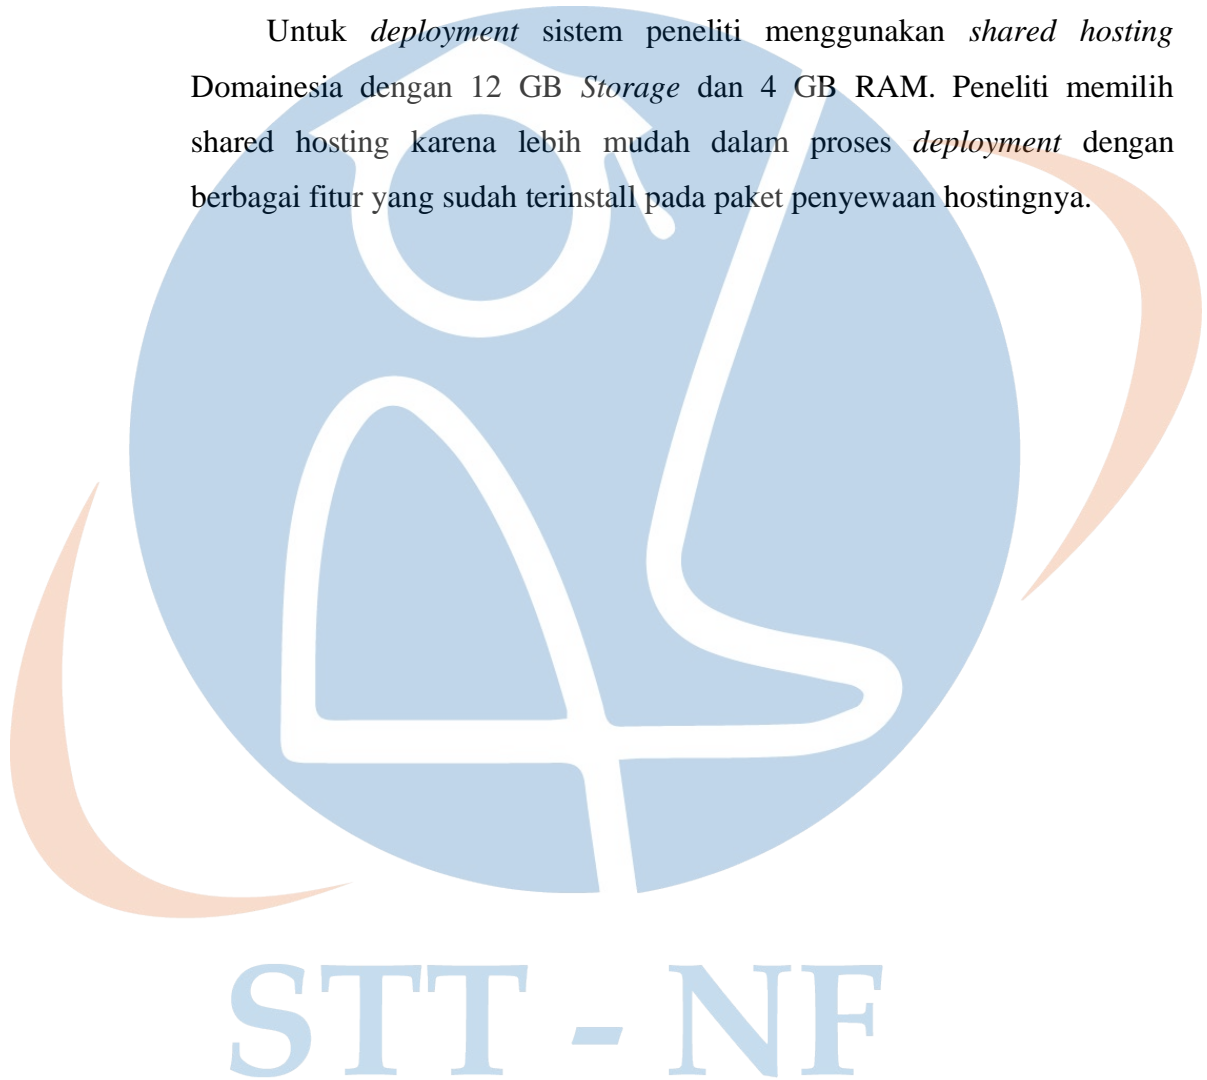 Untuk deployment sistem peneliti menggunakan shared hosting
Domainesia dengan 12 GB Storage dan 4 GB RAM. Peneliti memilih
shared hosting karena lebih mudah dalam proses deployment dengan
berbagai fitur yang sudah terinstall pada paket penyewaan hostingnya.
STT - NF